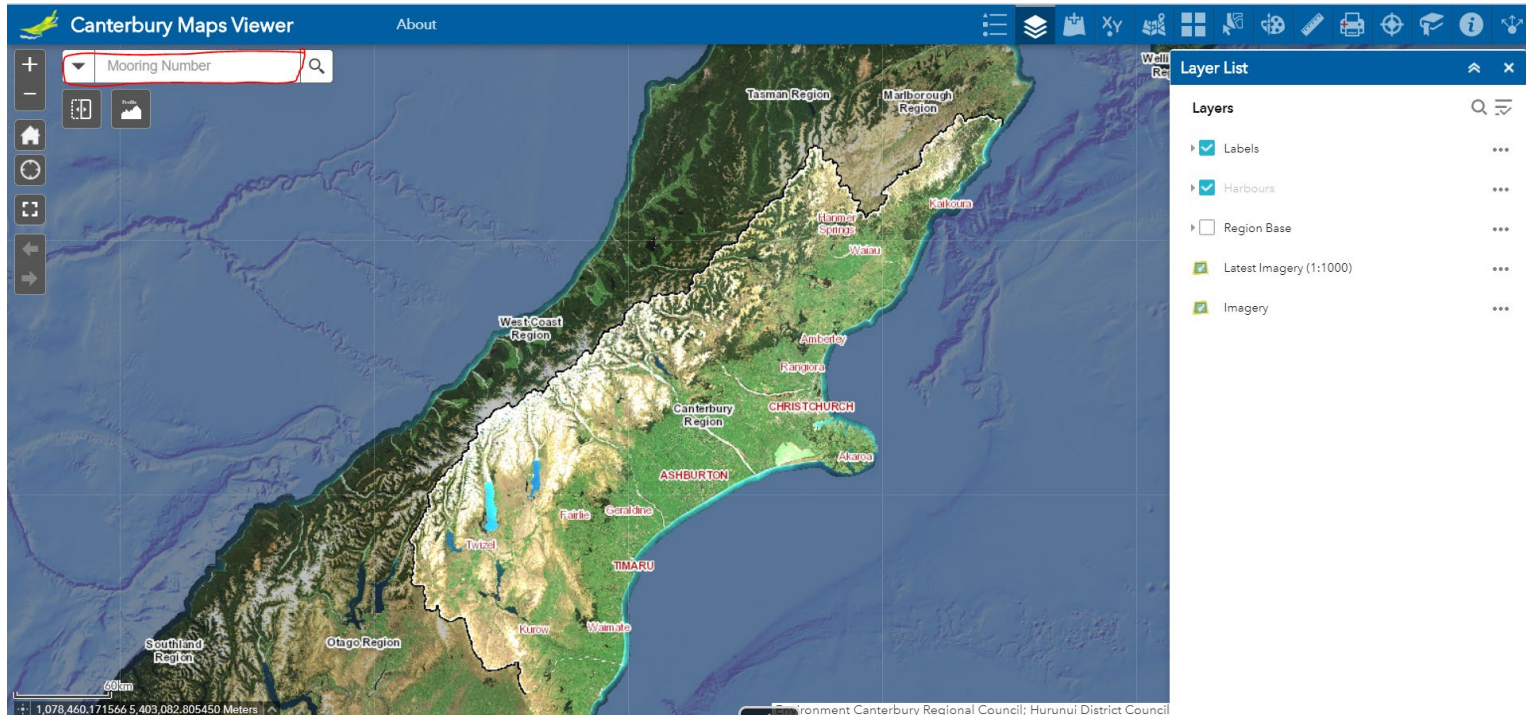 Canterbury Maps Viewer
About
Mooring Number
Profile
Layer List
Layers
Labels
Harbours
Region Base
Latest Imagery (1:1000)
Imagery
Tasman Region
Marlborough
Region
Kaikoura
Hanmer
Springs
Waiau
West Coast
Region
Amberley
Rangiora
Canterbury
Region
CHRISTCHURCH
Akaroa
ASHBURTON
Fairlie
Geraldine
Twizel
TIMARU
Kurow
Waimate
Otago Region
Southland
Region
60km
1,078,460.171566 5,403,082.805450 Meters
Environment Canterbury Regional Council; Hurunui District Council